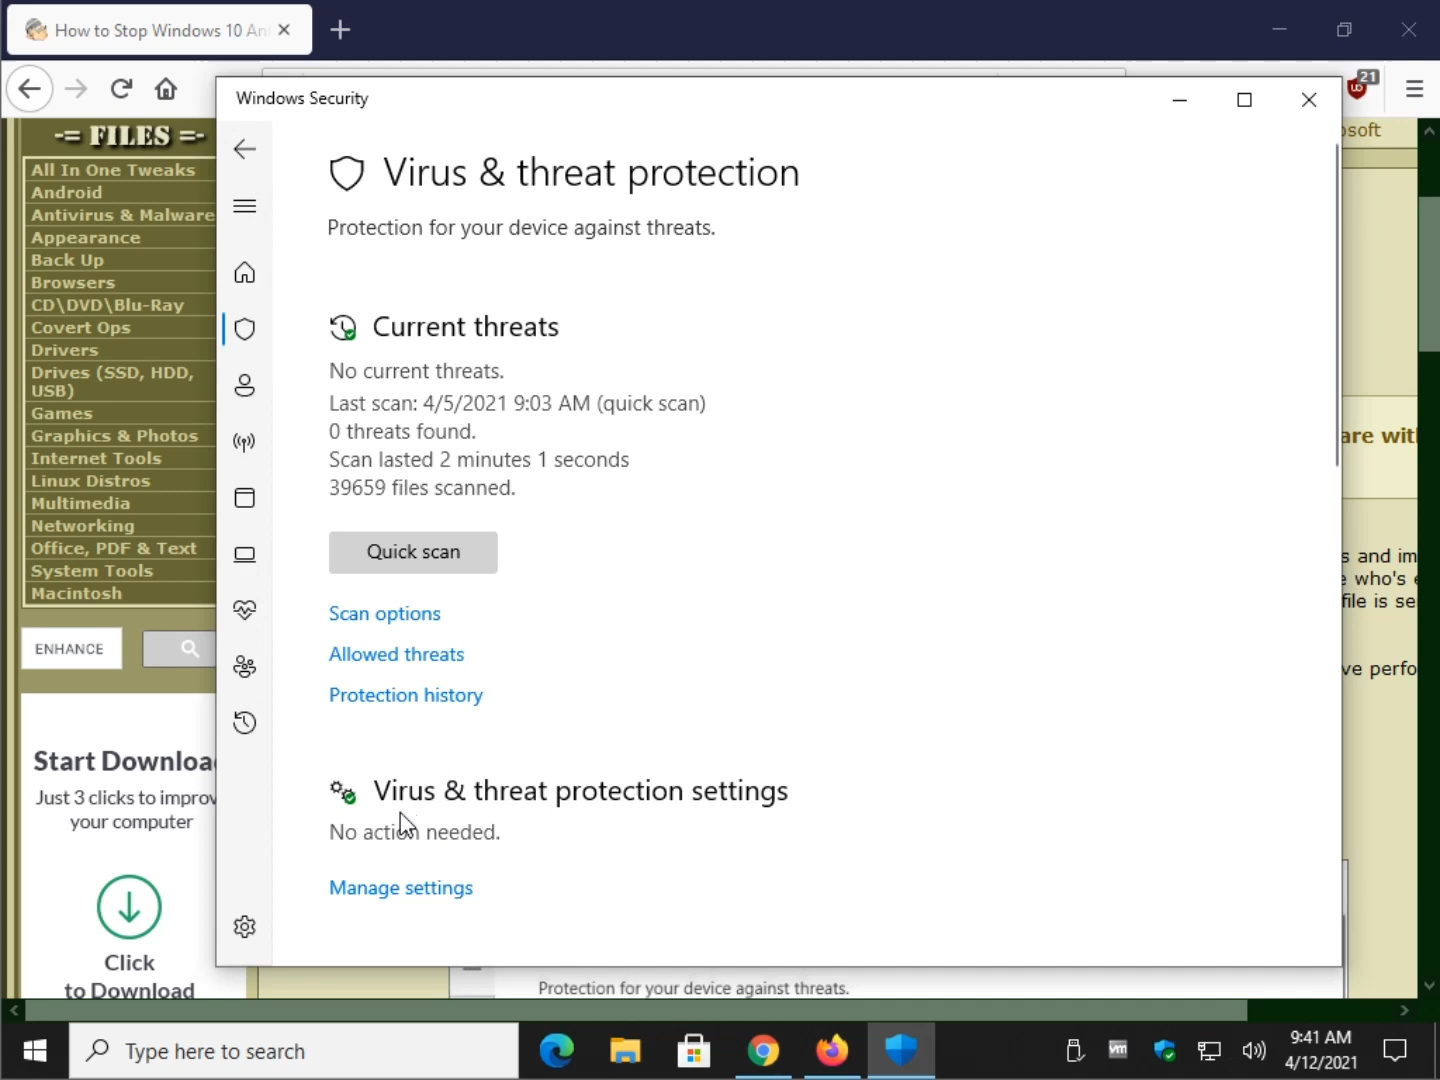 How to Stop Windows 10 An
21
Windows Security
-= FILES =-
All In One Tweaks
Android
Antivirus & Malware
Appearance
Back Up
Browsers
CD\DVD\Blu-Ray
Covert Ops
Drivers
Drives (SSD, HDD,
USB)
Games
Graphics & Photos
Internet Tools
Linux Distros
Multimedia
Networking
Office, PDF & Text
System Tools
Macintosh
ENHANCE
Start Downloa
Just 3 clicks to improv
your computer
Click
to Download
Virus & threat protection
Protection for your device against threats.
Current threats
No current threats.
Last scan: 4/5/2021 9:03 AM (quick scan)
0 threats found.
Scan lasted 2 minutes 1 seconds
39659 files scanned.
Quick scan
Scan options
Allowed threats
Protection history
Virus & threat protection settings
No action needed.
Manage settings
osoft
are wit
s and im
who's
file is se
ve perfo
Protection for your device against threats.
Type here to search
vm
9:41 AM
4/12/2021